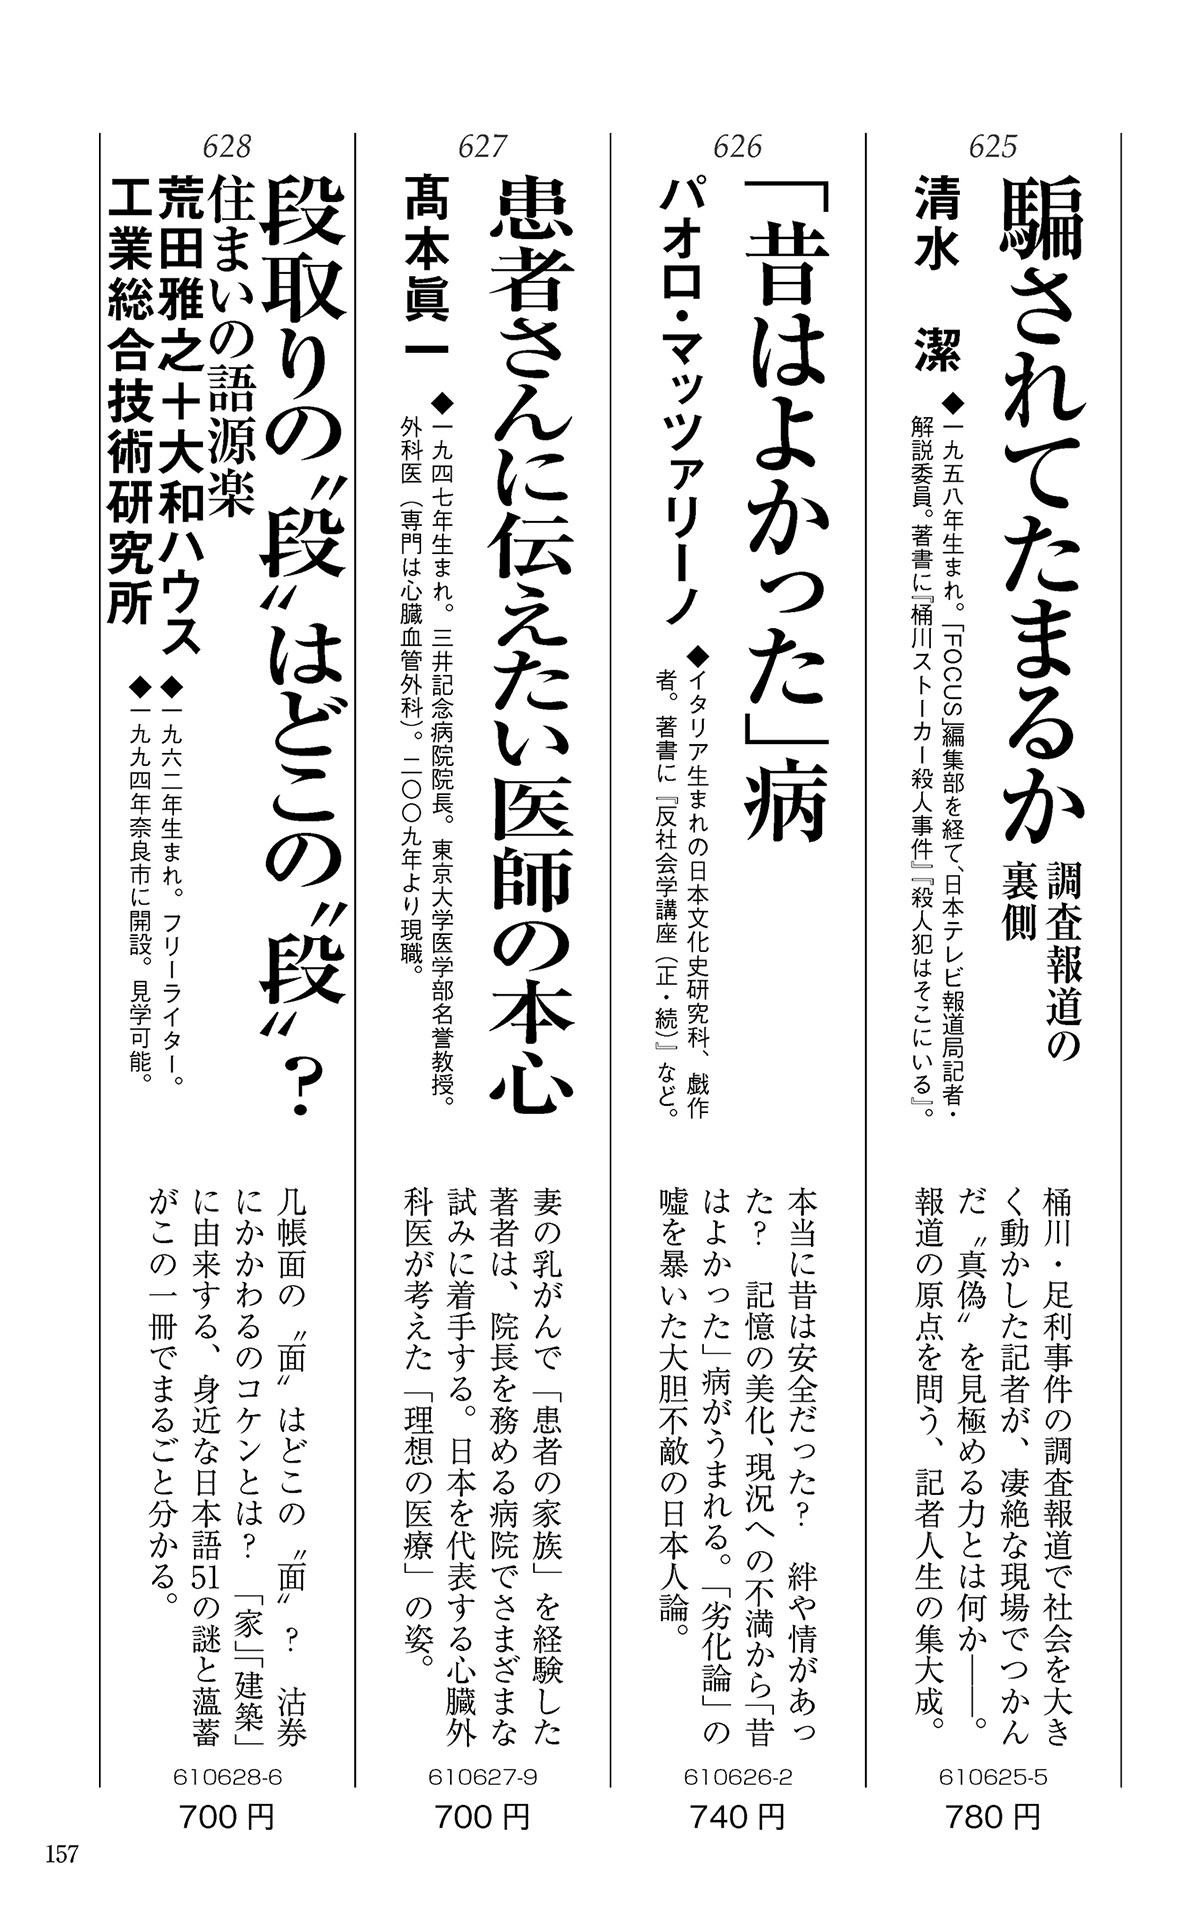 625
騙されてたまるか
調査報道の
裏側
清水　潔
◆一九五八年生まれ。「FOCUS」編集部を経て、日本テレビ報道局記者・
解説委員。著書に『桶川ストーカー殺人事件』『殺人犯はそこにいる』。
桶川・足利事件の調査報道で社会を大き
く動かした記者が、凄絶な現場でつかん
だ〝真偽〟を見極める力とは何か――。
報道の原点を問う、記者人生の集大成。
610625-5
780円
626
「昔はよかった」病
パオロ・マッツァリーノ
◆イタリア生まれの日本文化史研究科、戯作
者。著書に『反社会学講座（正・続）』など。
本当に昔は安全だった？　絆や情があっ
た？　記憶の美化、現況への不満から「昔
はよかった」病がうまれる。「劣化論」の
嘘を暴いた大胆不敵の日本人論。
610626-2
740円
627
患者さんに伝えたい医師の本心
髙本眞一
◆一九四七年生まれ。三井記念病院院長。東京大学医学部名誉教授。
外科医（専門は心臓血管外科）。二〇〇九年より現職。
妻の乳がんで「患者の家族」を経験した
著者は、院長を務める病院でさまざまな
試みに着手する。日本を代表する心臓外
科医が考えた「理想の医療」の姿。
610627-9
700円
628
段取りの〝段〟はどこの〝段〟？
住まいの語源楽
荒田雅之＋大和ハウス
工業総合技術研究所
◆一九六二年生まれ。フリーライター。
◆一九九四年奈良市に開設。見学可能。
几帳面の〝面〟はどこの〝面〟？　沽券
にかかわるのコケンとは？　「家」「建築」
に由来する、身近な日本語51の謎と薀蓄
がこの一冊でまるごと分かる。
610628-6
700円
157